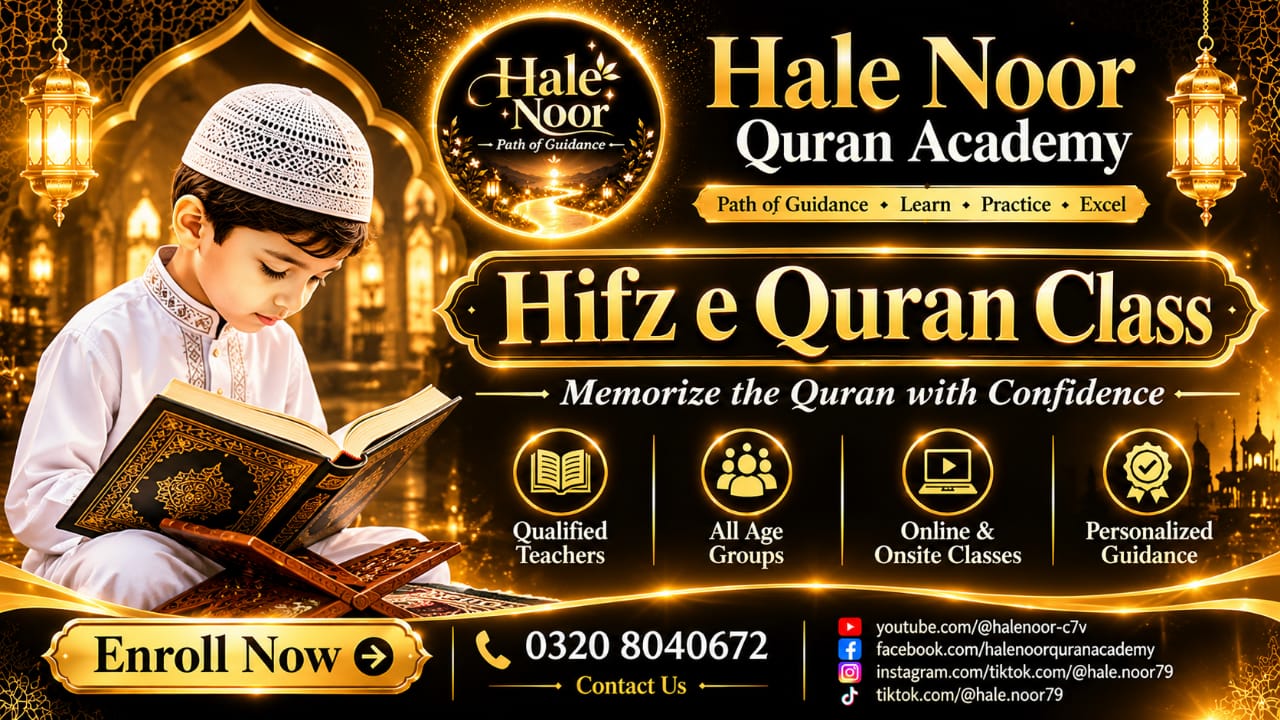 Hale
Noor
Path of Guidance
Hale Noor
Quran Academy
Path of Guidance • Learn • Practice • Excel
Hifz e Quran Class
Memorize the Quran with Confidence
Qualified
Teachers
All Age
Groups
Online &
Onsite Classes
Personalized
Guidance
Enroll Now
0320 8040672
Contact Us
youtube.com/@halenoor-c7v
facebook.com/halenoorquranacademy
instagram.com/tiktok.com/@hale.noor79
tiktok.com/@hale.noor79